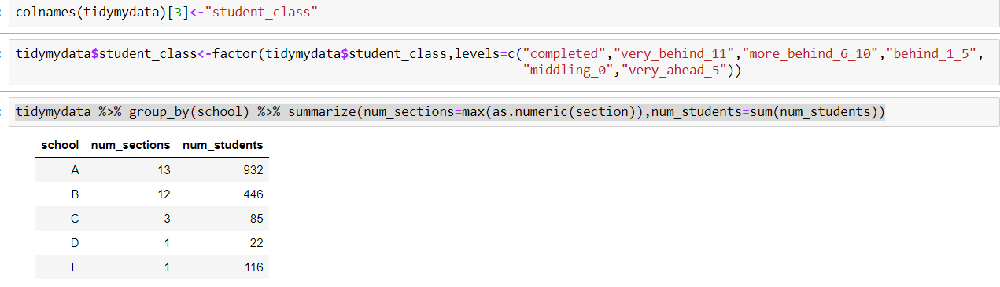 colnames(tidymydata)[3]<-"student_class"
tidymydata$student_class<-factor(tidymydata$student_class,levels=c("completed","very_behind_11","more_behind_6_10","behind_1_5",
"middling_0","very_ahead_5"))
tidymydata %>% group_by(school) %>% summarize(num_sections=max(as.numeric(section)),num_students=sum(num_students))
school num_sections num_students
A 13 932
B 12 446
C 3 85
D 1 22
E 1 116